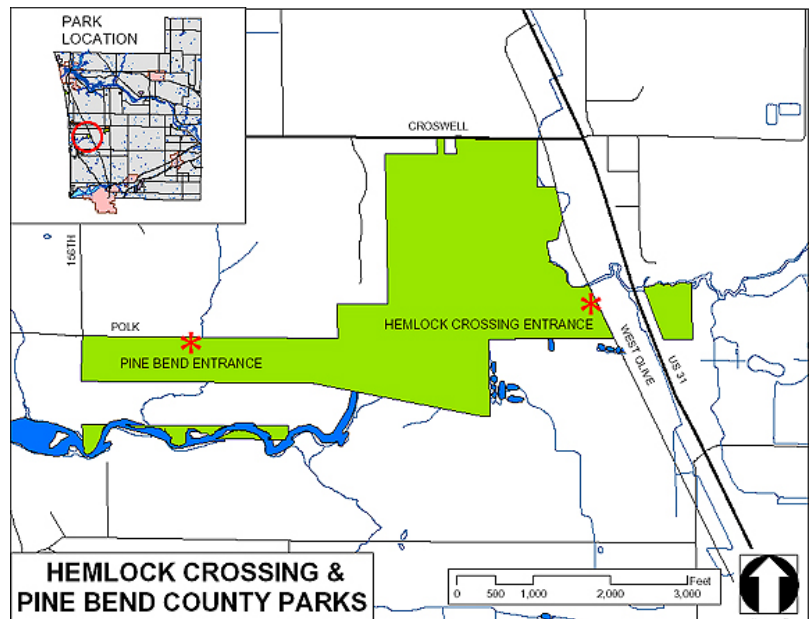 PARK
LOCATION
CROSWELL
156TH
POLK
HEMLOCK CROSSING ENTRANCE
PINE BEND ENTRANCE
WEST OLIVE
US 31
HEMLOCK CROSSING &
PINE BEND COUNTY PARKS
Feet
0 500 1,000 2,000 3,000